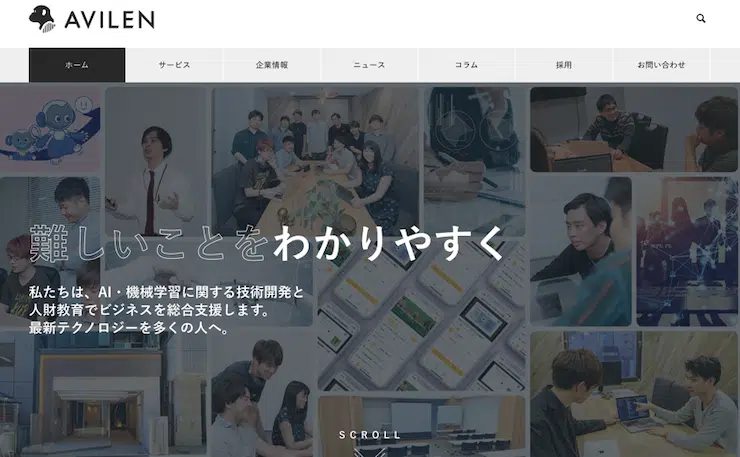 AVILEN
ホーム
サービス
企業情報
ニュース
コラム
採用
お問い合わせ
難しいことをわかりやすく
私たちは、AI・機械学習に関する技術開発と
人財教育でビジネスを総合支援します。
最新テクノロジーを多くの人へ。
SCROLL